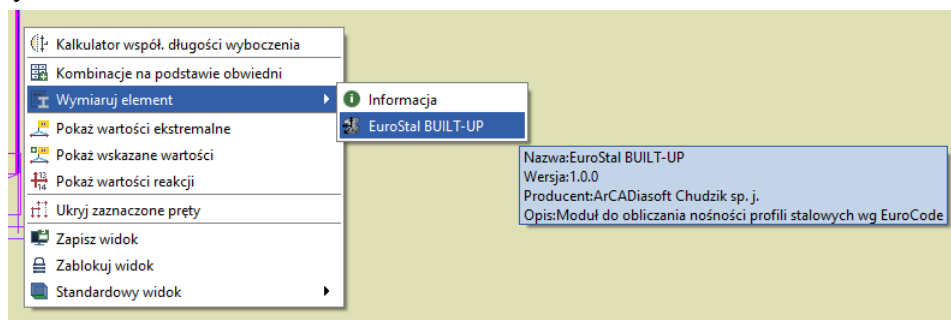 Kalkulator współ. długości wyboczenia
Kombinacje na podstawie obwiedni
Wymiaruj element
Informacja
EuroStal BUILT-UP
Pokaż wartości ekstremalne
Pokaż wskazane wartości
Pokaż wartości reakcji
Ukryj zaznaczone pręty
Zapisz widok
Zablokuj widok
Standardowy widok
Nazwa:EuroStal BUILT-UP
Wersja:1.0.0
Producent:ArCADiasoft Chudzik sp. j.
Opis:Moduł do obliczania nośności profili stalowych wg EuroCode